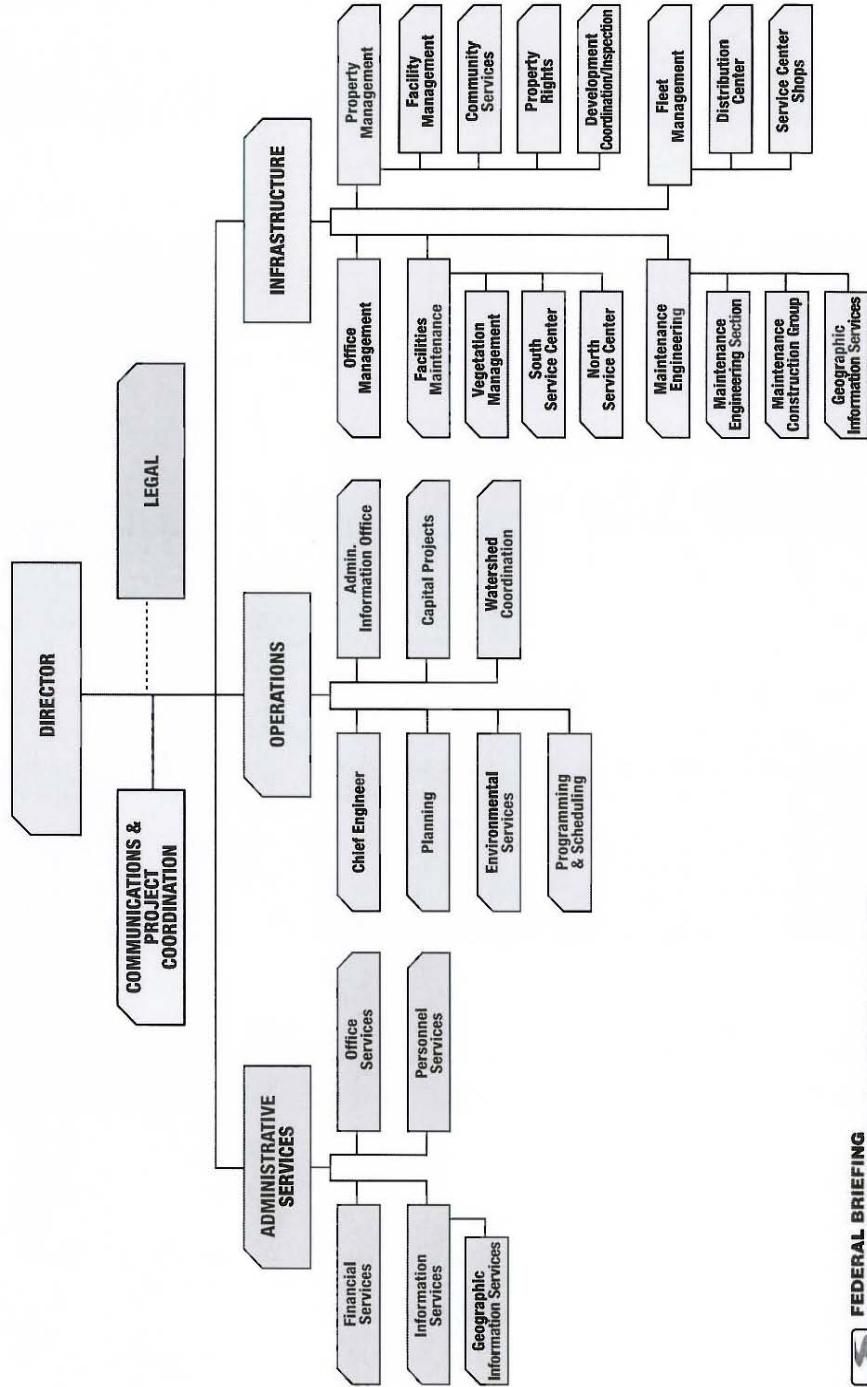 DIRECTOR
COMMUNICATIONS &
PROJECT
COORDINATION
LEGAL
ADMINISTRATIVE
SERVICES
Financial
Services
Office
Services
Information
Services
Personnel
Services
Geographic
Information Services
OPERATIONS
Chief Engineer
Admin.
Information Office
Planning
Capital Projects
Environmental
Services
Watershed
Coordination
Programming
& Scheduling
INFRASTRUCTURE
Office
Management
Property
Management
Facilities
Maintenance
Facility
Management
Vegetation
Management
Community
Services
South
Service Center
Property
Rights
North
Service Center
Development
Coordination/Inspection
Maintenance
Engineering
Fleet
Management
Maintenance
Engineering Section
Distribution
Center
Maintenance
Construction Group
Service Center
Shops
Geographic
Information Services
FEDERAL BRIEFING